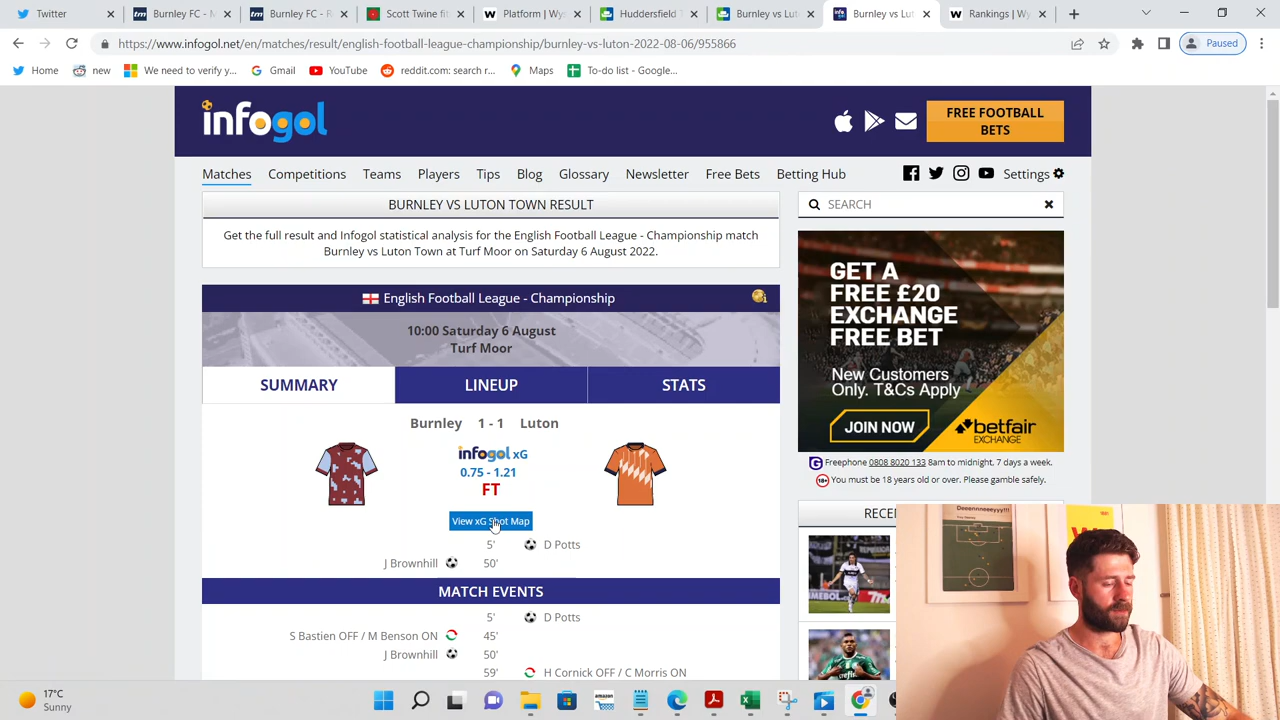 Twitter
Burney FC - M
Burnley FC - R
Scott Twine fit
Platform | Wy
Huddersfield T
Burnley vs Lut
Burnley vs Lut
Rankings | Wy
https://www.infogol.net/en/matches/result/english-football-league-championship/burnley-vs-luton-2022-08-06/955866
Paused
Home
new
We need to verify y...
Gmail
YouTube
reddit.com: search r...
Maps
To-do list - Google...
infogol
FREE FOOTBALL
BETS
Matches Competitions Teams Players Tips Blog Glossary Newsletter Free Bets Betting Hub Settings
BURNLEY VS LUTON TOWN RESULT
SEARCH
Get the full result and Infogol statistical analysis for the English Football League - Championship match
Burnley vs Luton Town at Turf Moor on Saturday 6 August 2022.
English Football League - Championship
10:00 Saturday 6 August
Turf Moor
SUMMARY LINEUP STATS
Burnley 1 - 1 Luton
infogol xG
0.75 - 1.21
FT
View xG Shot Map
5' D Potts
J Brownhill 50'
MATCH EVENTS
5' D Potts
S Bastien OFF / M Benson ON 45'
J Brownhill 50'
59' H Cornick OFF / C Morris ON
GET A
FREE £20
EXCHANGE
FREE BET
New Customers
Only. T&Cs Apply
JOIN NOW
betfair
EXCHANGE
Freephone 0808 8020 133 8am to midnight, 7 days a week.
18+ You must be 18 years old or over. Please gamble safely.
RECE
17°C
Sunny
amazon